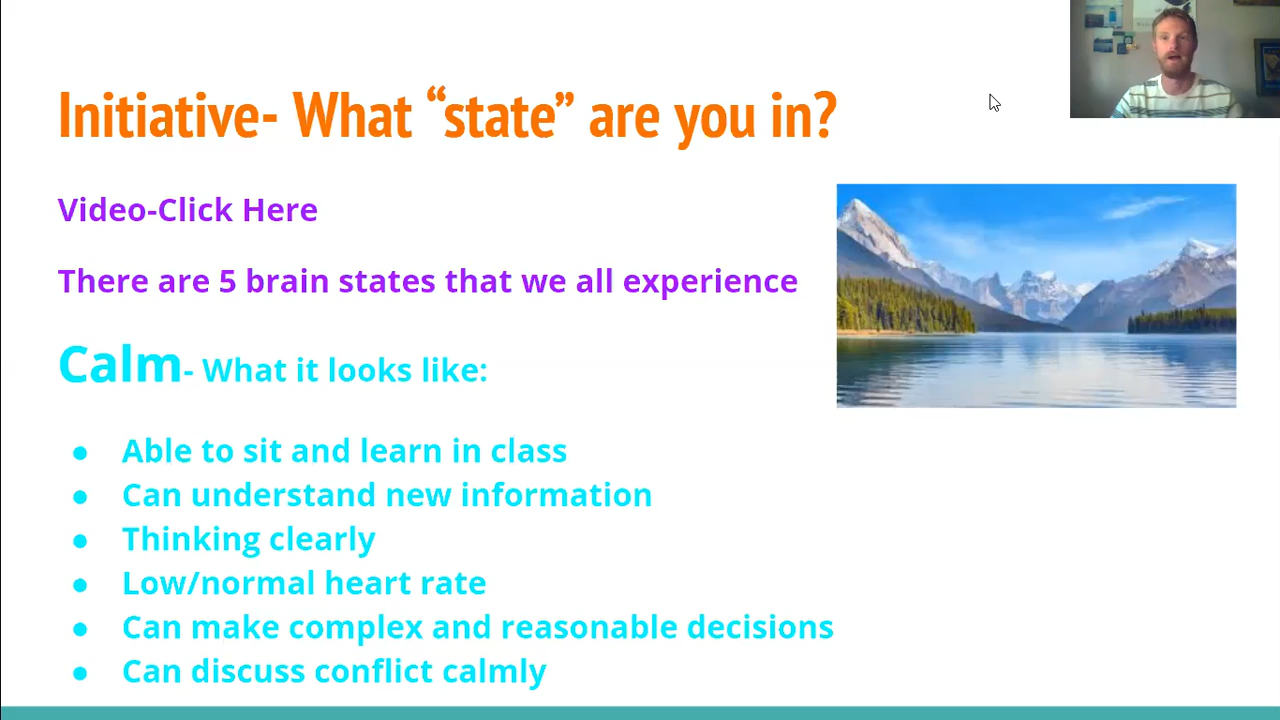 Initiative- What “state” are you in?
Video-Click Here
There are 5 brain states that we all experience
Calm- What it looks like:
● Able to sit and learn in class
● Can understand new information
● Thinking clearly
● Low/normal heart rate
● Can make complex and reasonable decisions
● Can discuss conflict calmly